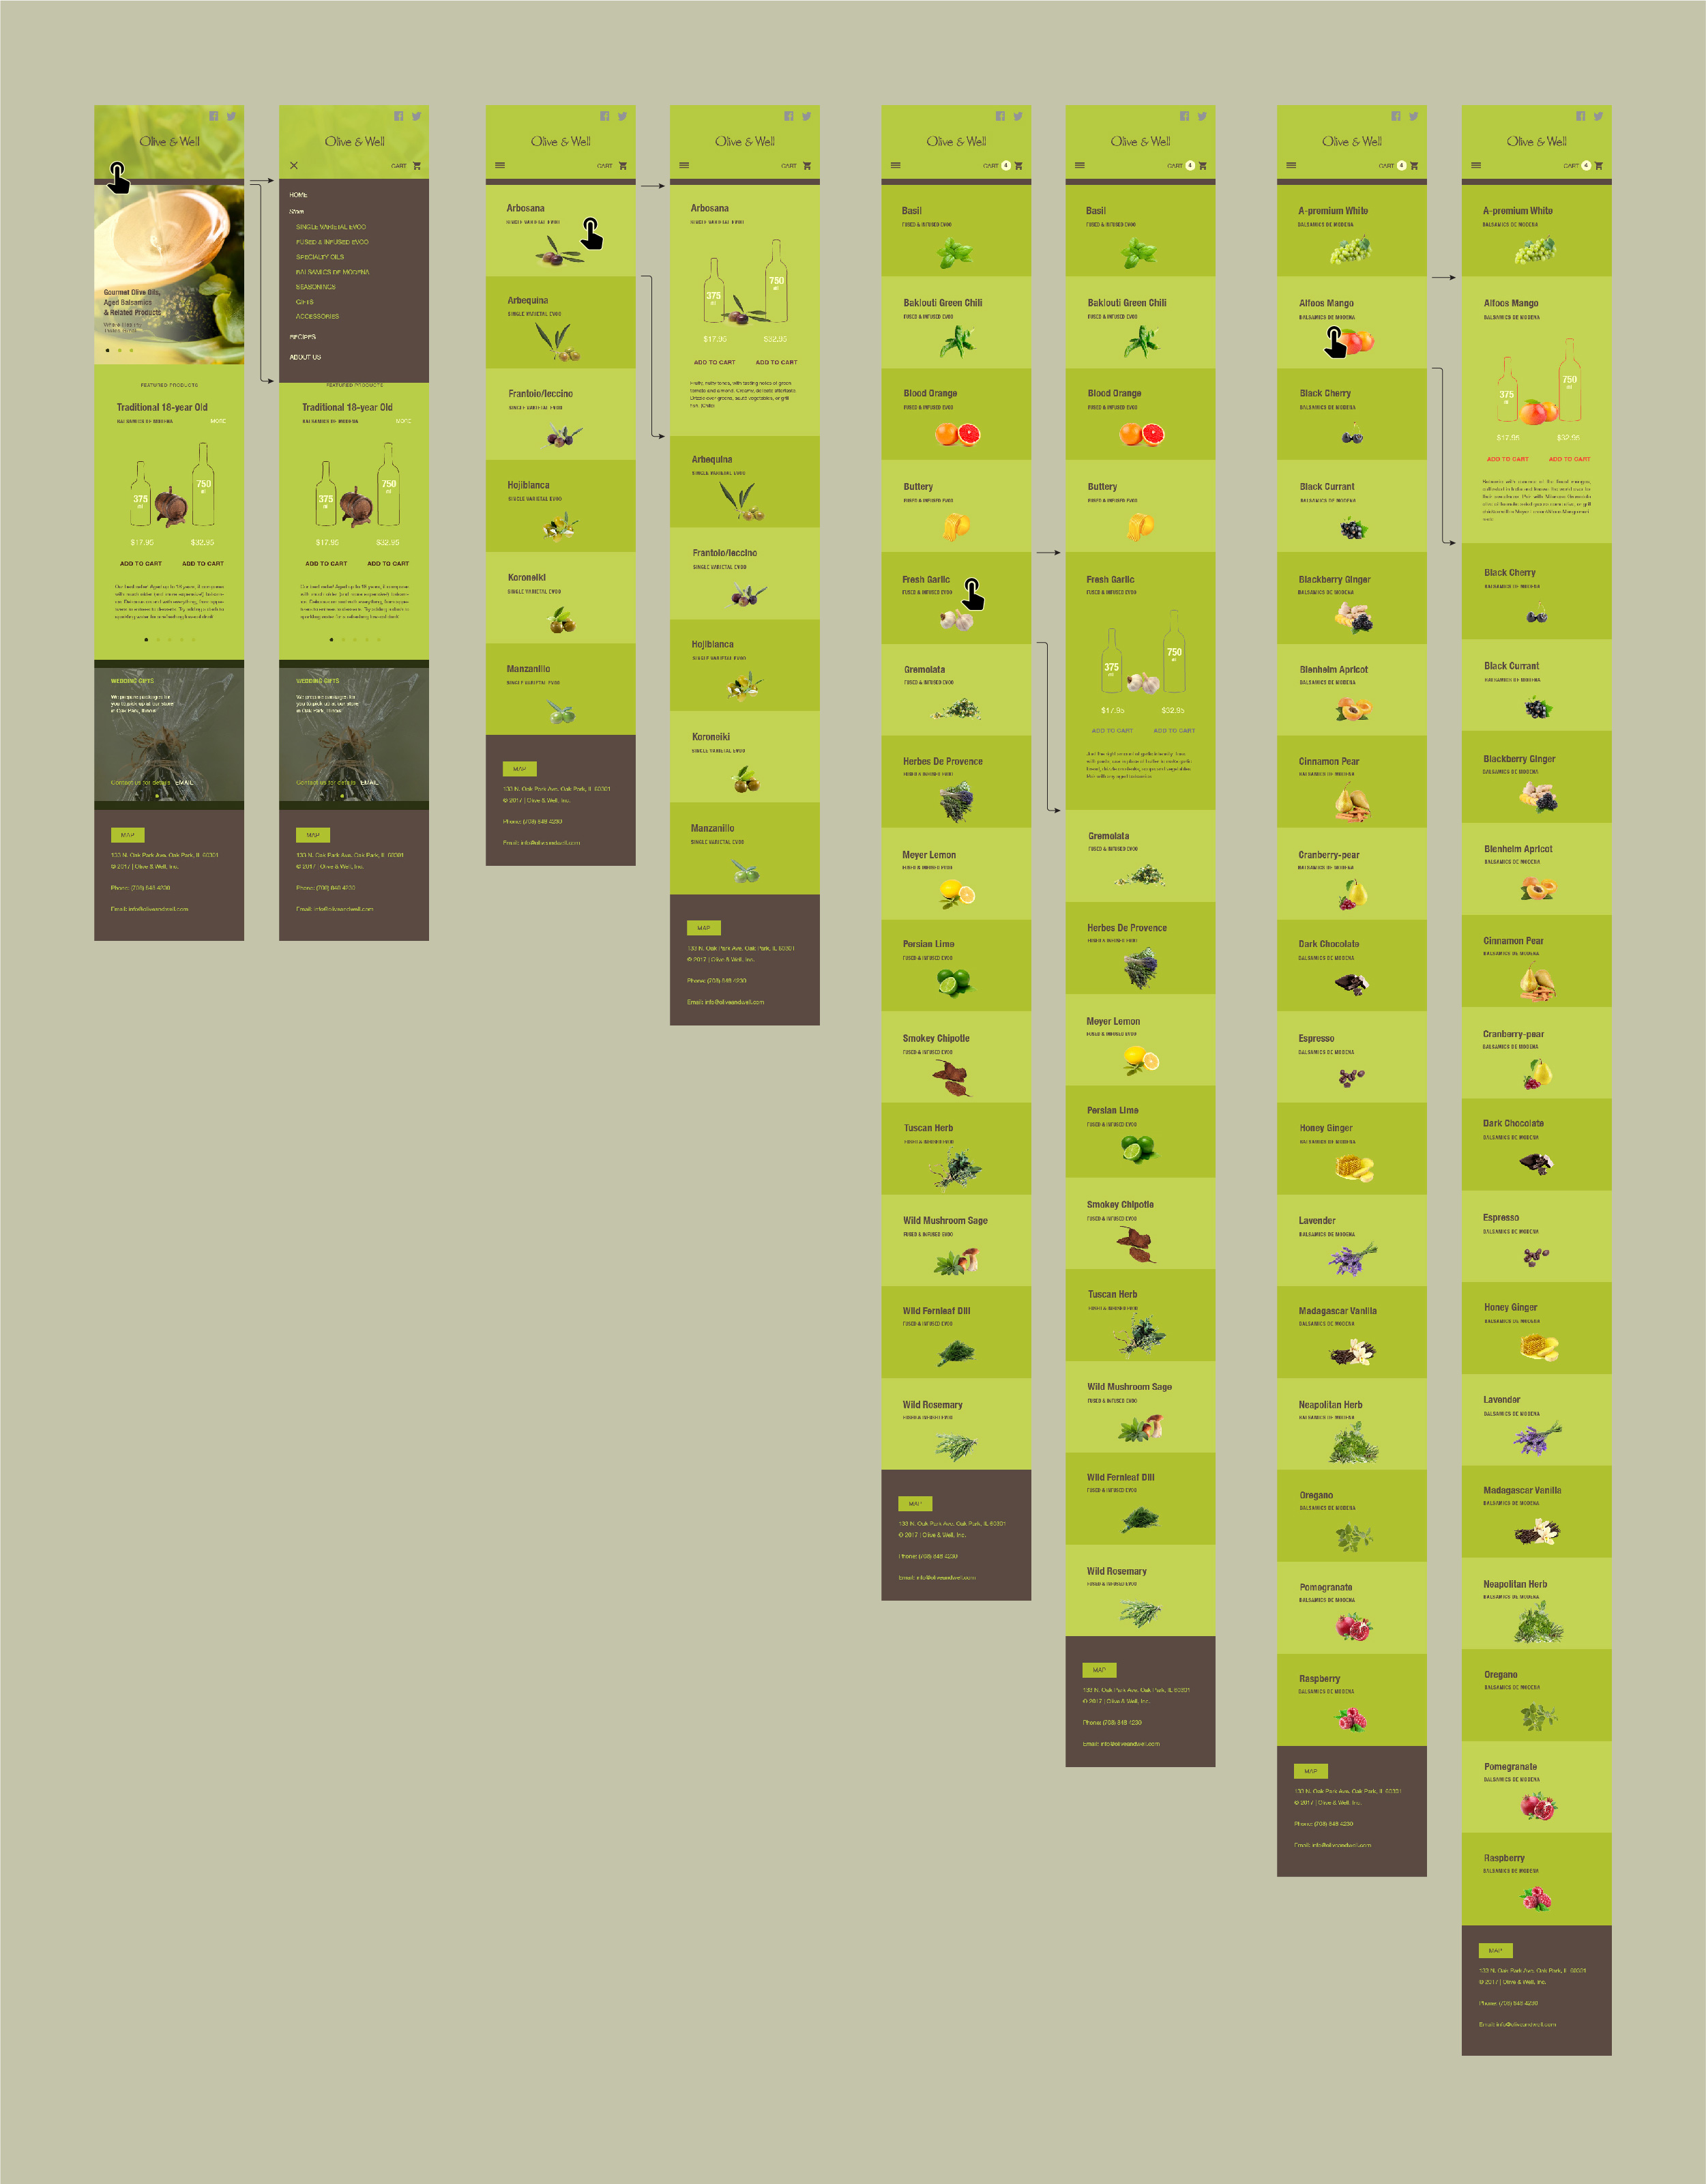 Olive & Well
Gourmet Olive Oils,
Aged Balsamics
& Related Products
FEATURED PRODUCTS
Traditional 18-year Old
BALSAMICS DE MODENA
MORE
375
ml
750
ml
$17.95
$32.95
ADD TO CART
ADD TO CART
WEDDING GIFTS
We prepare packages for
you to pick up at our store
in Oak Park, Illinois!
Contact us for details
EMAIL
MAP
133 N. Oak Park Ave. Oak Park, IL 60301
© 2017 | Olive & Well, Inc.
Phone: (708) 848 4230
Email: info@oliveandwell.com
Olive & Well
CART
HOME
Store
SINGLE VARIETAL EVOO
FUSED & INFUSED EVOO
SPECIALTY OILS
BALSAMICS DE MODENA
SEASONINGS
GIFTS
ACCESSORIES
RECIPES
ABOUT US
FEATURED PRODUCTS
Traditional 18-year Old
BALSAMICS DE MODENA
MORE
375
ml
750
ml
$17.95
$32.95
ADD TO CART
ADD TO CART
WEDDING GIFTS
We prepare packages for
you to pick up at our store
in Oak Park, Illinois!
Contact us for details
EMAIL
MAP
133 N. Oak Park Ave. Oak Park, IL 60301
© 2017 | Olive & Well, Inc.
Phone: (708) 848 4230
Email: info@oliveandwell.com
Olive & Well
CART
Arbosana
SINGLE VARIETAL EVOO
Arbequina
SINGLE VARIETAL EVOO
Frantoio/leccino
SINGLE VARIETAL EVOO
Hojiblanca
SINGLE VARIETAL EVOO
Koroneiki
SINGLE VARIETAL EVOO
Manzanillo
SINGLE VARIETAL EVOO
MAP
133 N. Oak Park Ave. Oak Park, IL 60301
© 2017 | Olive & Well, Inc.
Phone: (708) 848 4230
Email: info@oliveandwell.com
Olive & Well
CART
Arbosana
SINGLE VARIETAL EVOO
375
ml
750
ml
$17.95
$32.95
ADD TO CART
ADD TO CART
Arbequina
SINGLE VARIETAL EVOO
Frantoio/leccino
SINGLE VARIETAL EVOO
Hojiblanca
SINGLE VARIETAL EVOO
Koroneiki
SINGLE VARIETAL EVOO
Manzanillo
SINGLE VARIETAL EVOO
MAP
133 N. Oak Park Ave. Oak Park, IL 60301
© 2017 | Olive & Well, Inc.
Phone: (708) 848 4230
Email: info@oliveandwell.com
Olive & Well
CART 4
Basil
FUSED & INFUSED EVOO
Baklouti Green Chili
FUSED & INFUSED EVOO
Blood Orange
FUSED & INFUSED EVOO
Buttery
FUSED & INFUSED EVOO
Fresh Garlic
FUSED & INFUSED EVOO
Gremolata
FUSED & INFUSED EVOO
Herbes De Provence
FUSED & INFUSED EVOO
Meyer Lemon
FUSED & INFUSED EVOO
Persian Lime
FUSED & INFUSED EVOO
Smokey Chipotle
FUSED & INFUSED EVOO
Tuscan Herb
FUSED & INFUSED EVOO
Wild Mushroom Sage
FUSED & INFUSED EVOO
Wild Fernleaf Dill
FUSED & INFUSED EVOO
Wild Rosemary
FUSED & INFUSED EVOO
MAP
133 N. Oak Park Ave. Oak Park, IL 60301
© 2017 | Olive & Well, Inc.
Phone: (708) 848 4230
Email: info@oliveandwell.com
Olive & Well
CART 4
Basil
FUSED & INFUSED EVOO
Baklouti Green Chili
FUSED & INFUSED EVOO
Blood Orange
FUSED & INFUSED EVOO
Buttery
FUSED & INFUSED EVOO
Fresh Garlic
FUSED & INFUSED EVOO
375
ml
750
ml
$17.95
$32.95
ADD TO CART
ADD TO CART
Gremolata
FUSED & INFUSED EVOO
Herbes De Provence
FUSED & INFUSED EVOO
Meyer Lemon
FUSED & INFUSED EVOO
Persian Lime
FUSED & INFUSED EVOO
Smokey Chipotle
FUSED & INFUSED EVOO
Tuscan Herb
FUSED & INFUSED EVOO
Wild Mushroom Sage
FUSED & INFUSED EVOO
Wild Fernleaf Dill
FUSED & INFUSED EVOO
Wild Rosemary
FUSED & INFUSED EVOO
MAP
133 N. Oak Park Ave. Oak Park, IL 60301
© 2017 | Olive & Well, Inc.
Phone: (708) 848 4230
Email: info@oliveandwell.com
Olive & Well
CART 4
A-premium White
BALSAMICS DE MODENA
Alfoos Mango
BALSAMICS DE MODENA
Black Cherry
BALSAMICS DE MODENA
Black Currant
BALSAMICS DE MODENA
Blackberry Ginger
BALSAMICS DE MODENA
Blenheim Apricot
BALSAMICS DE MODENA
Cinnamon Pear
BALSAMICS DE MODENA
Cranberry-pear
BALSAMICS DE MODENA
Dark Chocolate
BALSAMICS DE MODENA
Espresso
BALSAMICS DE MODENA
Honey Ginger
BALSAMICS DE MODENA
Lavender
BALSAMICS DE MODENA
Madagascar Vanilla
BALSAMICS DE MODENA
Neapolitan Herb
BALSAMICS DE MODENA
Oregano
BALSAMICS DE MODENA
Pomegranate
BALSAMICS DE MODENA
Raspberry
BALSAMICS DE MODENA
MAP
133 N. Oak Park Ave. Oak Park, IL 60301
© 2017 | Olive & Well, Inc.
Phone: (708) 848 4230
Email: info@oliveandwell.com
Olive & Well
CART 4
A-premium White
BALSAMICS DE MODENA
Alfoos Mango
BALSAMICS DE MODENA
375
ml
750
ml
$17.95
$32.95
ADD TO CART
ADD TO CART
Black Cherry
BALSAMICS DE MODENA
Black Currant
BALSAMICS DE MODENA
Blackberry Ginger
BALSAMICS DE MODENA
Blenheim Apricot
BALSAMICS DE MODENA
Cinnamon Pear
BALSAMICS DE MODENA
Cranberry-pear
BALSAMICS DE MODENA
Dark Chocolate
BALSAMICS DE MODENA
Espresso
BALSAMICS DE MODENA
Honey Ginger
BALSAMICS DE MODENA
Lavender
BALSAMICS DE MODENA
Madagascar Vanilla
BALSAMICS DE MODENA
Neapolitan Herb
BALSAMICS DE MODENA
Oregano
BALSAMICS DE MODENA
Pomegranate
BALSAMICS DE MODENA
Raspberry
BALSAMICS DE MODENA
MAP
133 N. Oak Park Ave. Oak Park, IL 60301
© 2017 | Olive & Well, Inc.
Phone: (708) 848 4230
Email: info@oliveandwell.com